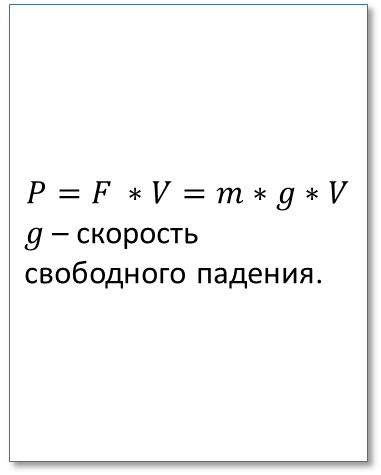 P = F * V = m * g * V
g – скорость
свободного падения.